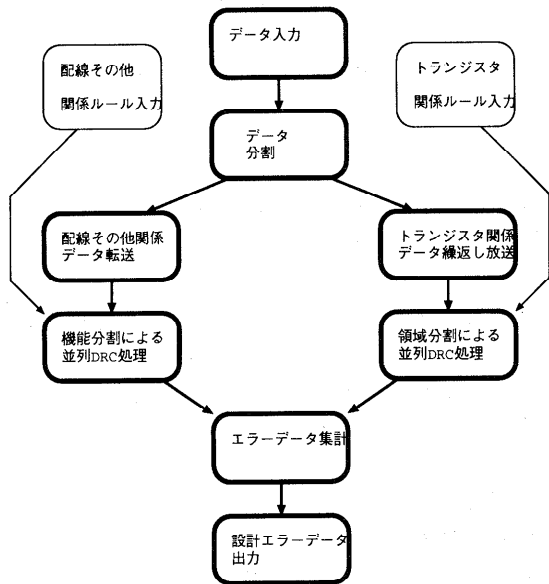 データ入力
配線その他
関係ルール入力
トランジスタ
関係ルール入力
データ
分割
配線その他関係
データ転送
トランジスタ関係
データ繰返し放送
機能分割による
並列DRC処理
領域分割による
並列DRC処理
エラーデータ集計
設計エラーデータ
出力